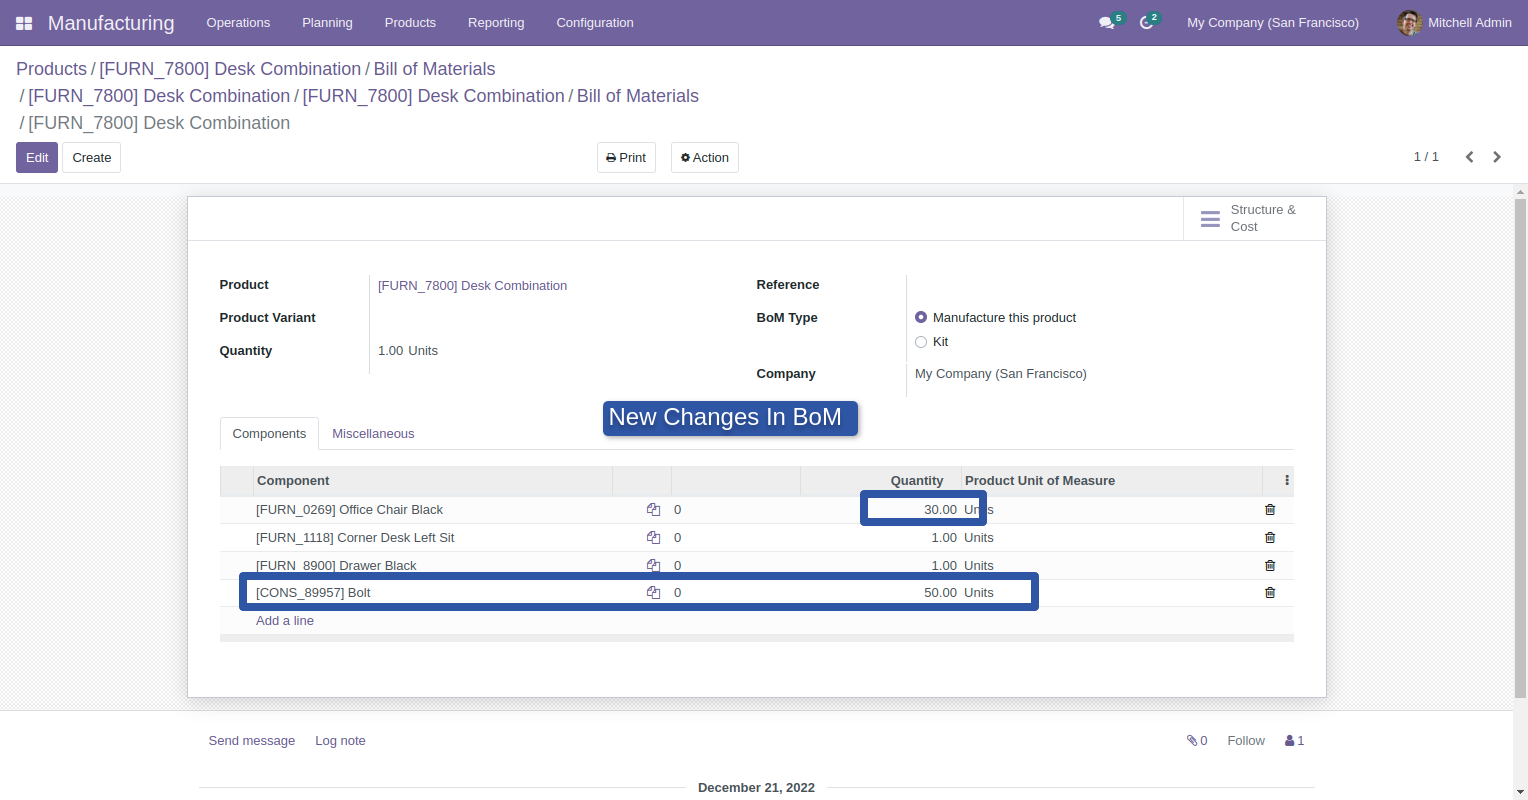 Manufacturing Operations Planning Products Reporting Configuration 5 2 My Company (San Francisco) Mitchell Admin
Products / [FURN_7800] Desk Combination / Bill of Materials
/ [FURN_7800] Desk Combination / [FURN_7800] Desk Combination / Bill of Materials
/ [FURN_7800] Desk Combination
Edit Create Print Action 1 / 1
Structure &
Cost
Product [FURN_7800] Desk Combination Reference
Product Variant BoM Type Manufacture this product
Kit
Quantity 1.00 Units
Company My Company (San Francisco)
New Changes In BoM
Components Miscellaneous
Component Quantity Product Unit of Measure
[FURN_0269] Office Chair Black 0 30.00 Units
[FURN_1118] Corner Desk Left Sit 0 1.00 Units
[FURN_8900] Drawer Black 0 1.00 Units
[CONS_89957] Bolt 0 50.00 Units
Add a line
Send message Log note 0 Follow 1
December 21, 2022